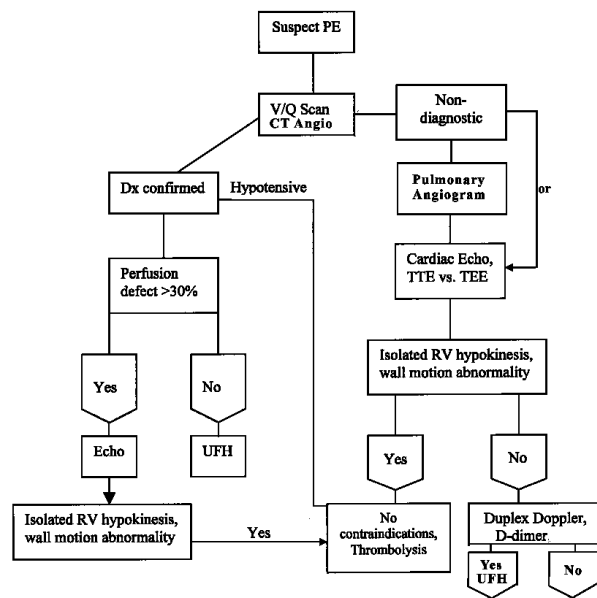 Suspect PE
V/Q Scan
CT Angio
Non-
diagnostic
Dx confirmed
Hypotensive
Pulmonary
Angiogram
or
Perfusion
defect >30%
Cardiac Echo,
TTE vs. TEE
Isolated RV hypokinesis,
wall motion abnormality
Yes
No
Echo
UFH
Yes
No
Isolated RV hypokinesis,
wall motion abnormality
Yes
No
contraindications,
Thrombolysis
Duplex Doppler,
D-dimer
Yes
UFH
No